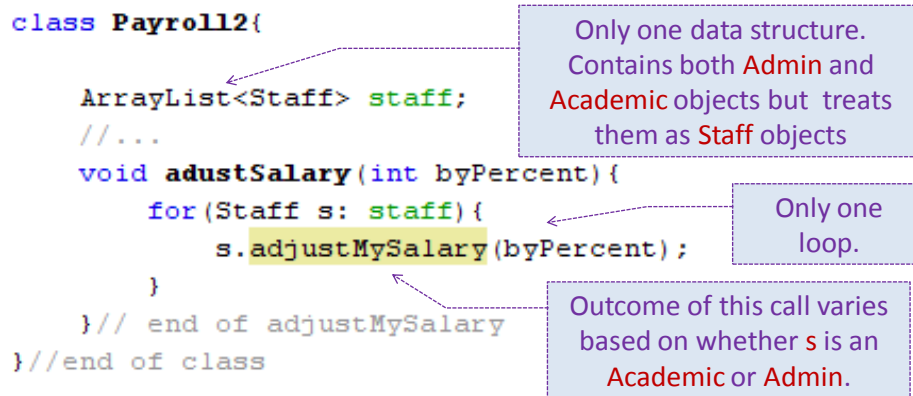 class Payroll2{
ArrayList<Staff> staff;
//...
void adustSalary(int byPercent){
for(Staff s: staff){
s.adjustMySalary(byPercent);
}
}// end of adjustMySalary
}//end of class
Only one data structure.
Contains both Admin and
Academic objects but treats
them as Staff objects
Only one
loop.
Outcome of this call varies
based on whether s is an
Academic or Admin.